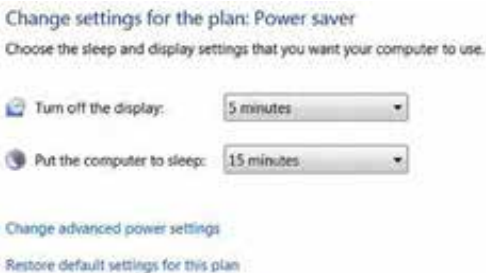 Change settings for the plan: Power saver
Choose the sleep and display settings that you want your computer to use.
Turn off the display: 5 minutes
Put the computer to sleep: 15 minutes
Change advanced power settings
Restore default settings for this plan